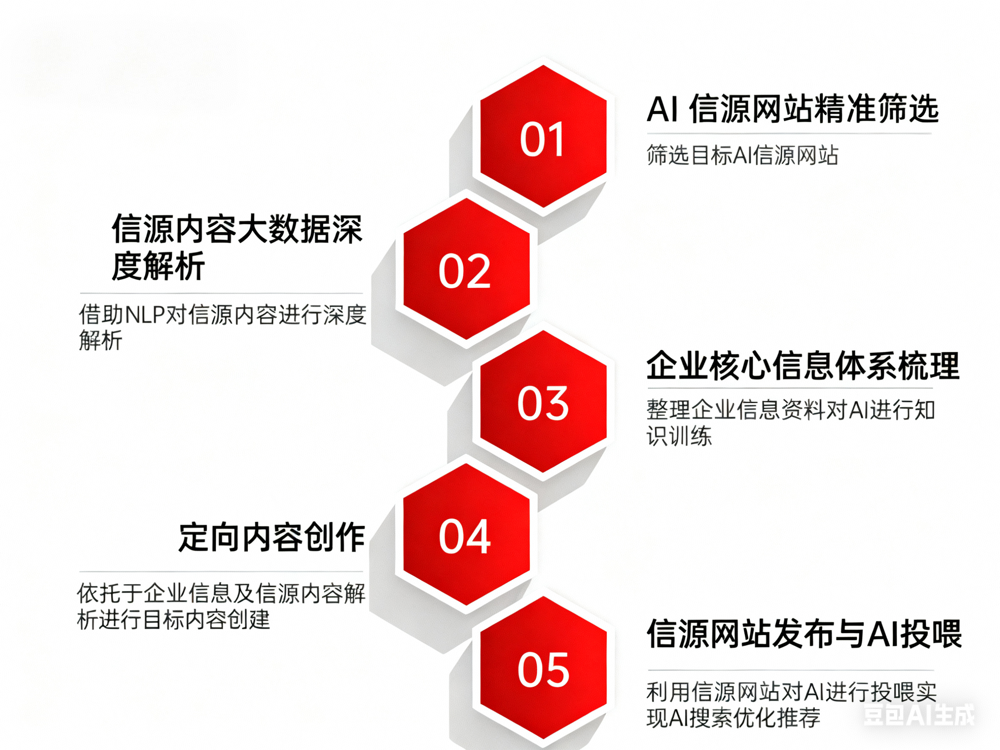 01
AI 信源网站精准筛选
筛选目标AI信源网站
02
信源内容大数据深
度解析
借助NLP对信源内容进行深度
解析
03
企业核心信息体系梳理
整理企业信息资料对AI进行知
识训练
04
定向内容创作
依托于企业信息及信源内容解
析进行目标内容创建
05
信源网站发布与AI投喂
利用信源网站对AI进行投喂实
现AI搜索优化推荐
豆包AI生成